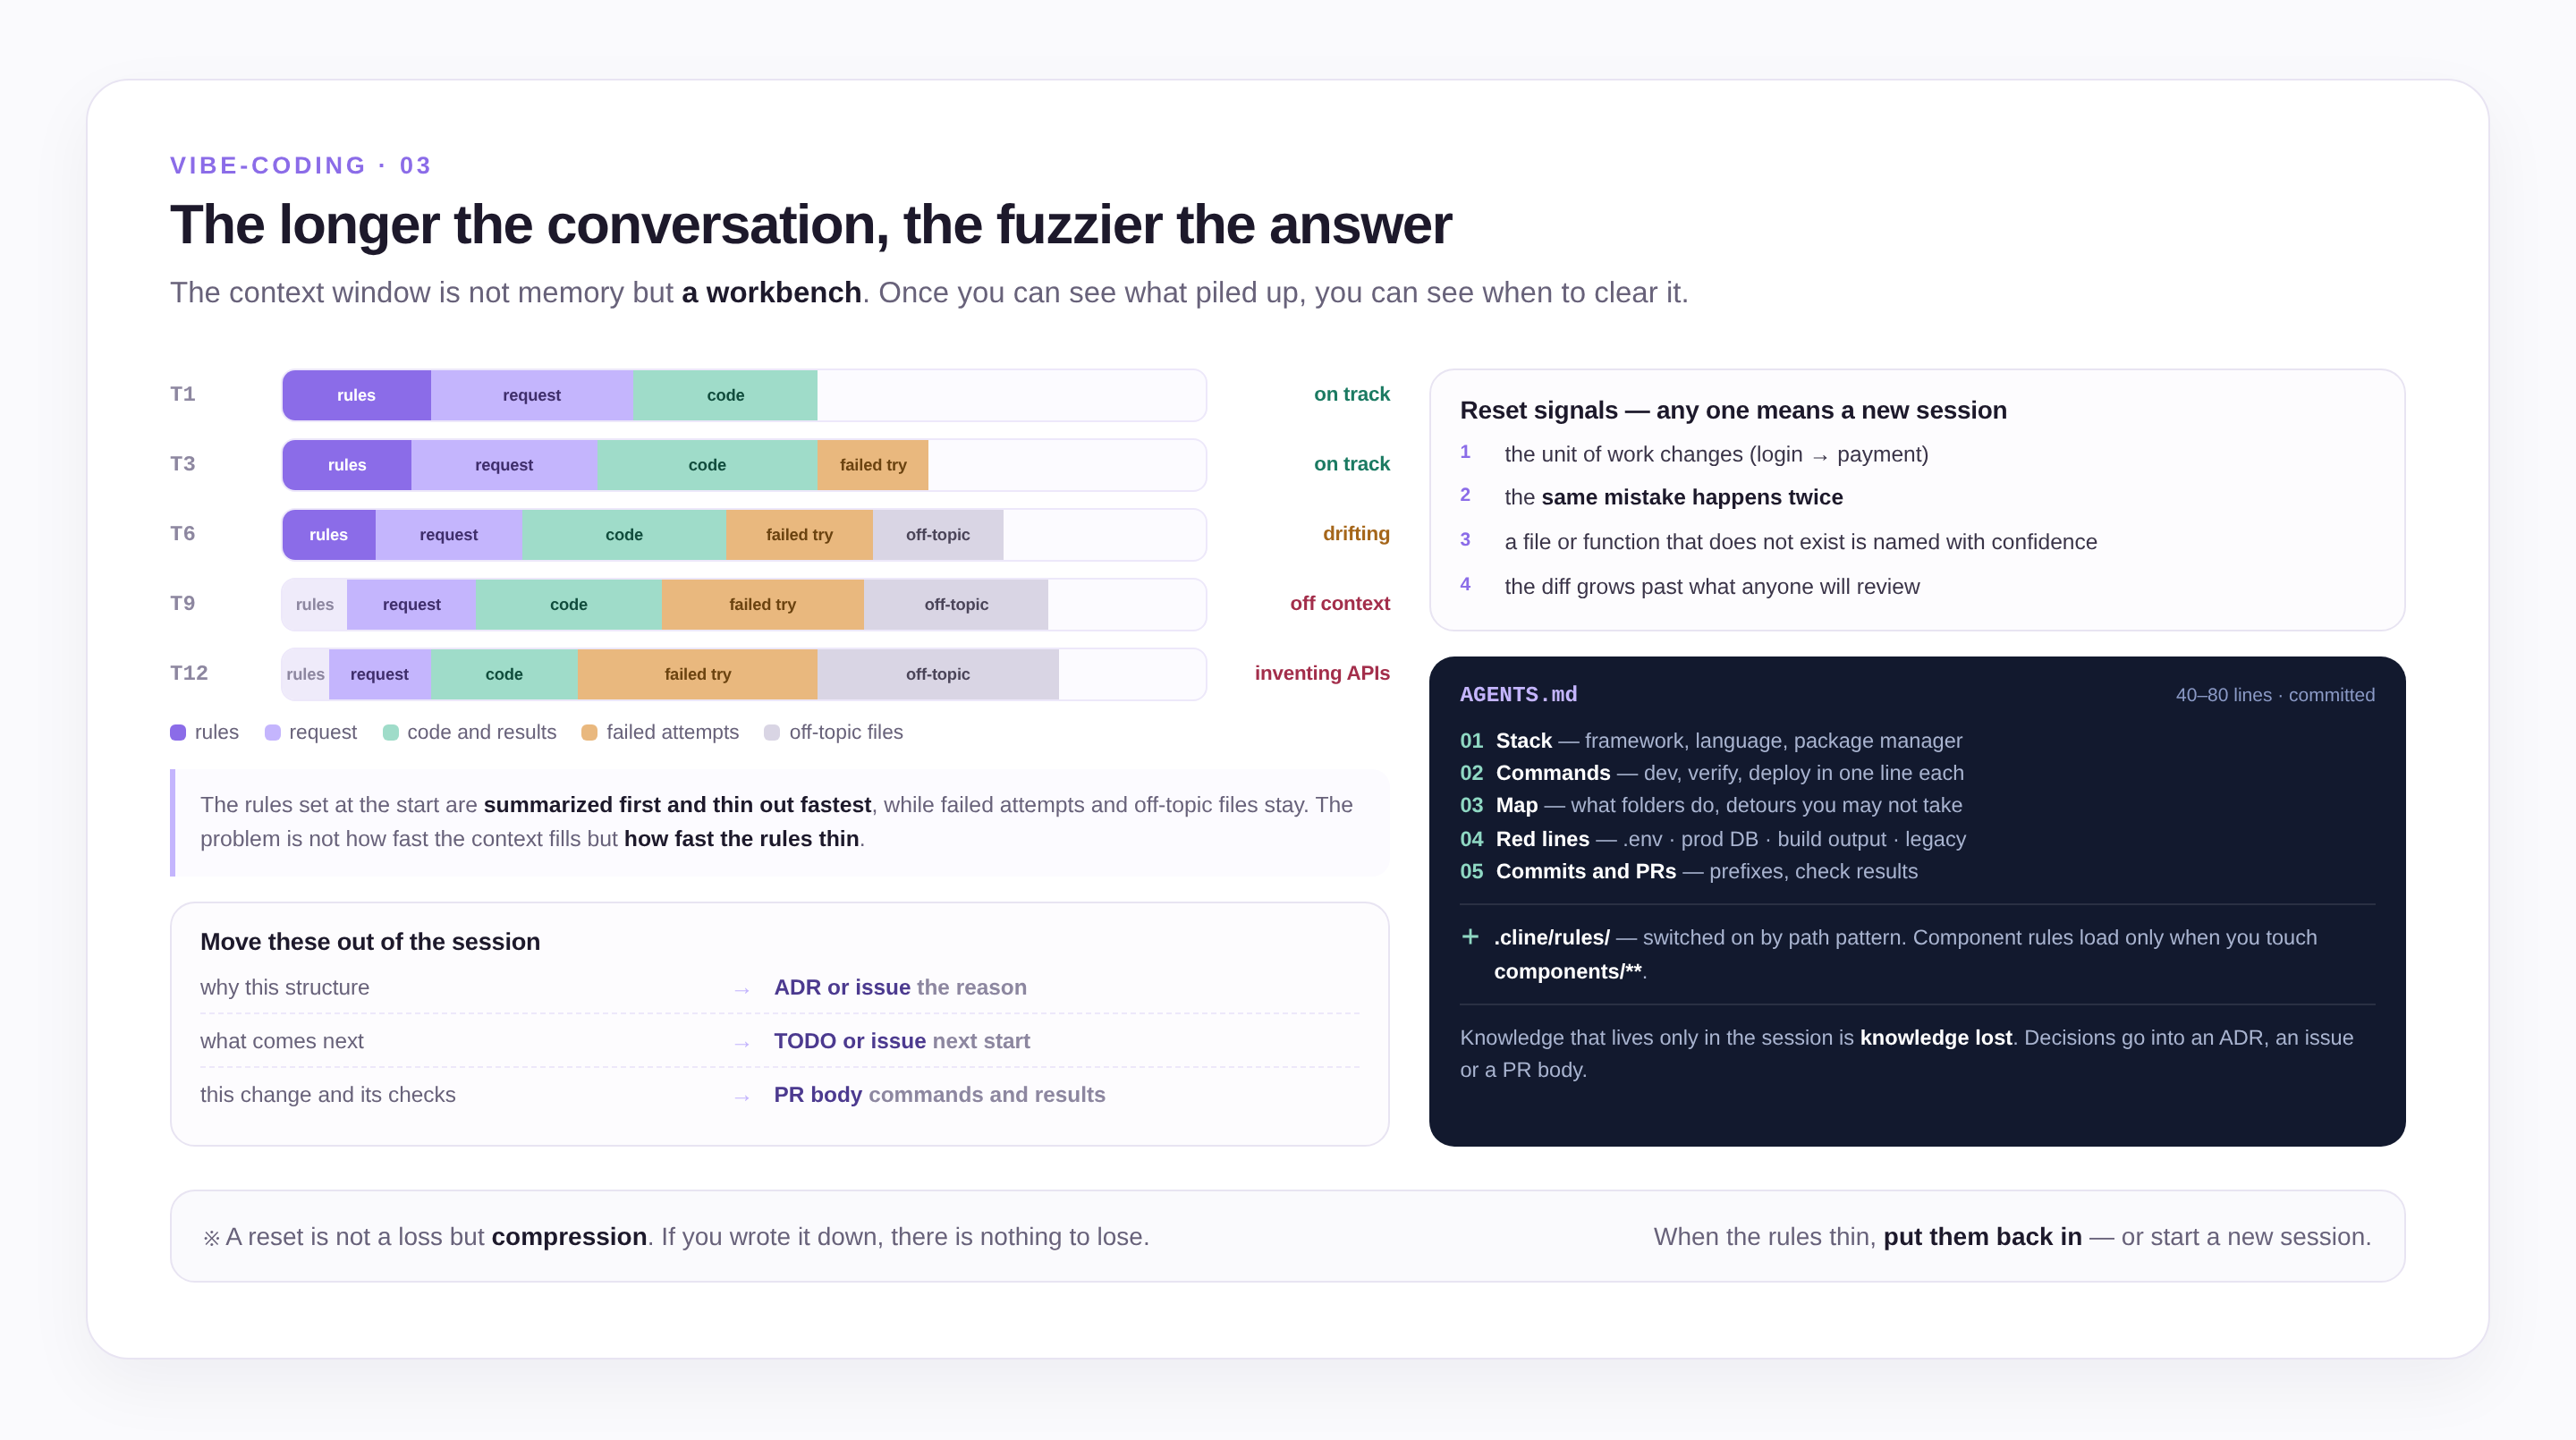 VIBE-CODING · 03
The longer the conversation, the fuzzier the answer
The context window is not memory but a workbench. Once you can see what piled up, you can see when to clear it.
T1 rules request code on track
T3 rules request code failed try on track
T6 rules request code failed try off-topic drifting
T9 rules request code failed try off-topic off context
T12 rules request code failed try off-topic inventing APIs
rules request code and results failed attempts off-topic files
The rules set at the start are summarized first and thin out fastest, while failed attempts and off-topic files stay. The
problem is not how fast the context fills but how fast the rules thin.
Move these out of the session
why this structure → ADR or issue the reason
what comes next → TODO or issue next start
this change and its checks → PR body commands and results
Reset signals — any one means a new session
1 the unit of work changes (login → payment)
2 the same mistake happens twice
3 a file or function that does not exist is named with confidence
4 the diff grows past what anyone will review
AGENTS.md 40–80 lines · committed
01 Stack — framework, language, package manager
02 Commands — dev, verify, deploy in one line each
03 Map — what folders do, detours you may not take
04 Red lines — .env · prod DB · build output · legacy
05 Commits and PRs — prefixes, check results
+ .cline/rules/ — switched on by path pattern. Component rules load only when you touch
components/**.
Knowledge that lives only in the session is knowledge lost. Decisions go into an ADR, an issue
or a PR body.
※ A reset is not a loss but compression. If you wrote it down, there is nothing to lose.
When the rules thin, put them back in — or start a new session.